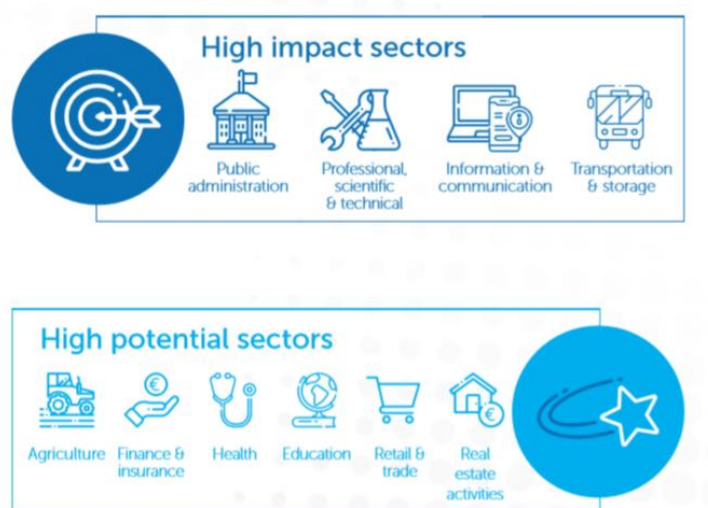 High impact sectors
Public
administration
Professional,
scientific
& technical
Information &
communication
Transportation
& storage
High potential sectors
Agriculture
Finance &
insurance
Health
Education
Retail &
trade
Real
estate
activities